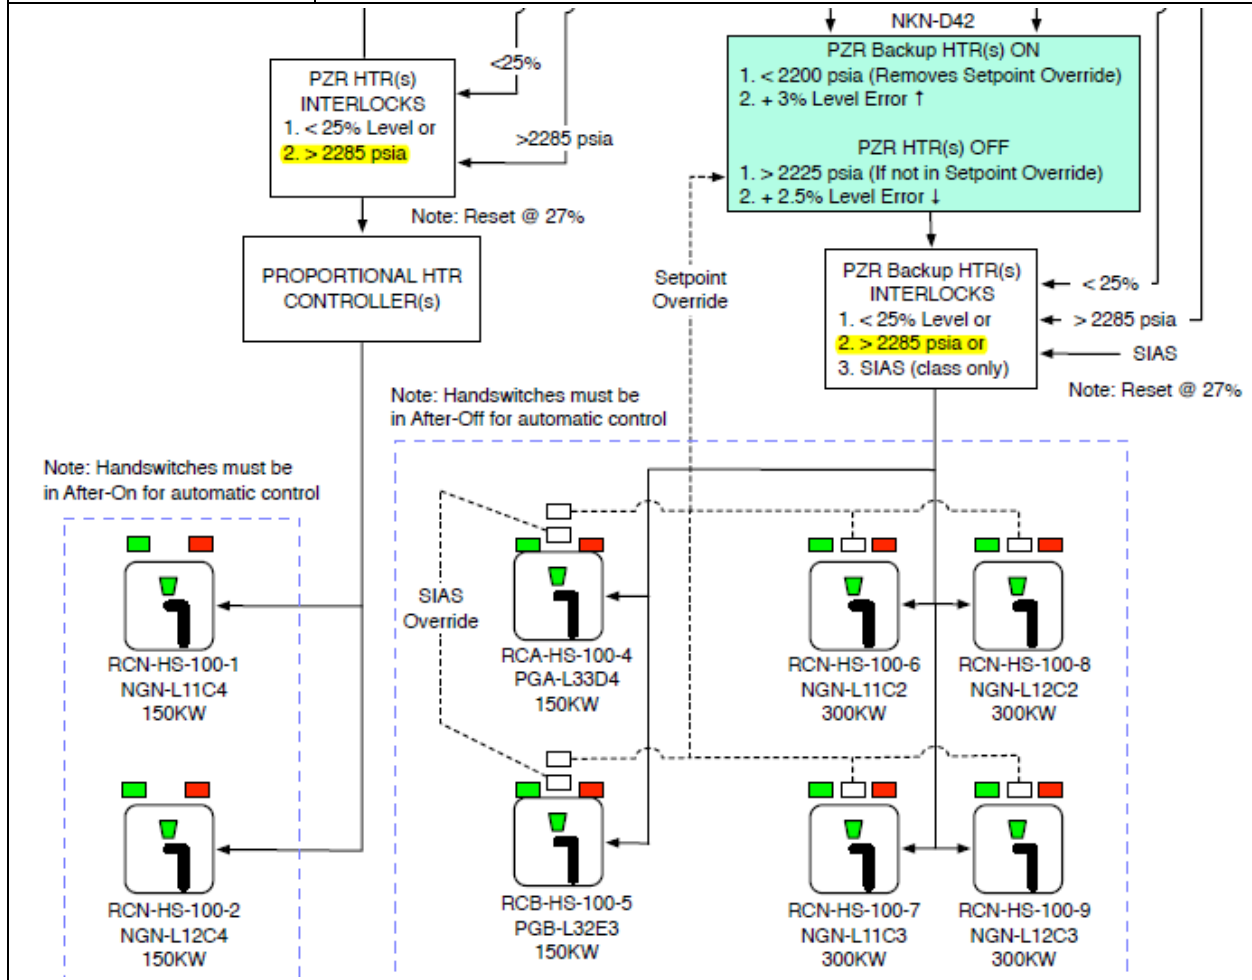 NKN-D42
PZR HTR(s)
INTERLOCKS
1. < 25% Level or
2. > 2285 psia
<25%
>2285 psia
Note: Reset @ 27%
PROPORTIONAL HTR
CONTROLLER(s)
PZR Backup HTR(s) ON
1. < 2200 psia (Removes Setpoint Override)
2. + 3% Level Error ↑
PZR HTR(s) OFF
1. > 2225 psia (If not in Setpoint Override)
2. + 2.5% Level Error ↓
Setpoint
Override
PZR Backup HTR(s)
INTERLOCKS
1. < 25% Level or
2. > 2285 psia or
3. SIAS (class only)
< 25%
> 2285 psia
SIAS
Note: Reset @ 27%
Note: Handswitches must be
in After-Off for automatic control
Note: Handswitches must be
in After-On for automatic control
SIAS
Override
RCN-HS-100-1
NGN-L11C4
150KW
RCA-HS-100-4
PGA-L33D4
150KW
RCN-HS-100-6
NGN-L11C2
300KW
RCN-HS-100-8
NGN-L12C2
300KW
RCN-HS-100-2
NGN-L12C4
150KW
RCB-HS-100-5
PGB-L32E3
150KW
RCN-HS-100-7
NGN-L11C3
300KW
RCN-HS-100-9
NGN-L12C3
300KW